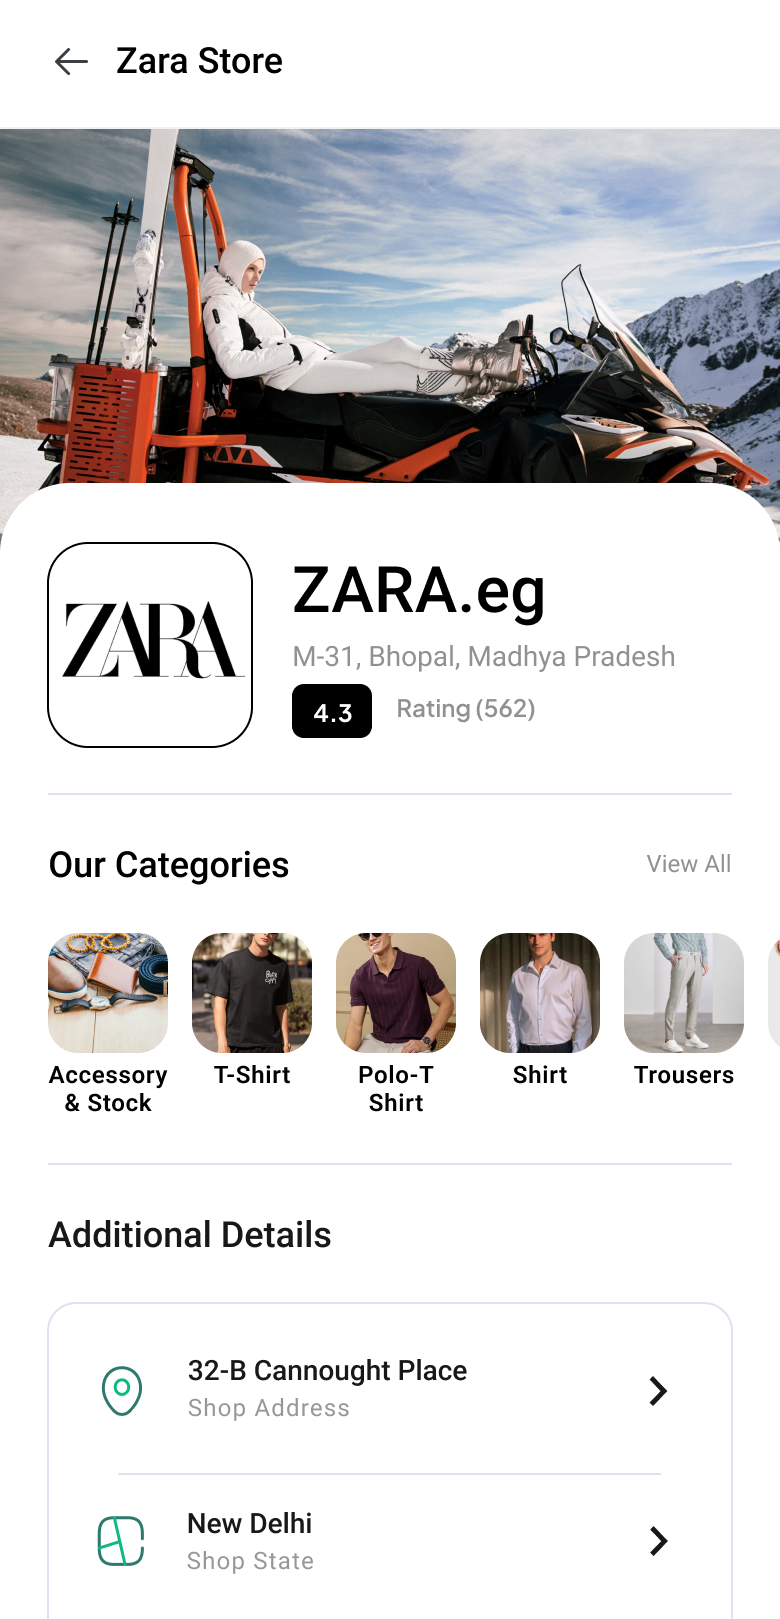 Zara Store
ZARA
ZARA.eg
M-31, Bhopal, Madhya Pradesh
4.3 Rating (562)
Our Categories View All
Accessory T-Shirt Polo-T Shirt Trousers
& Stock Shirt
Additional Details
32-B Cannought Place
Shop Address
New Delhi
Shop State